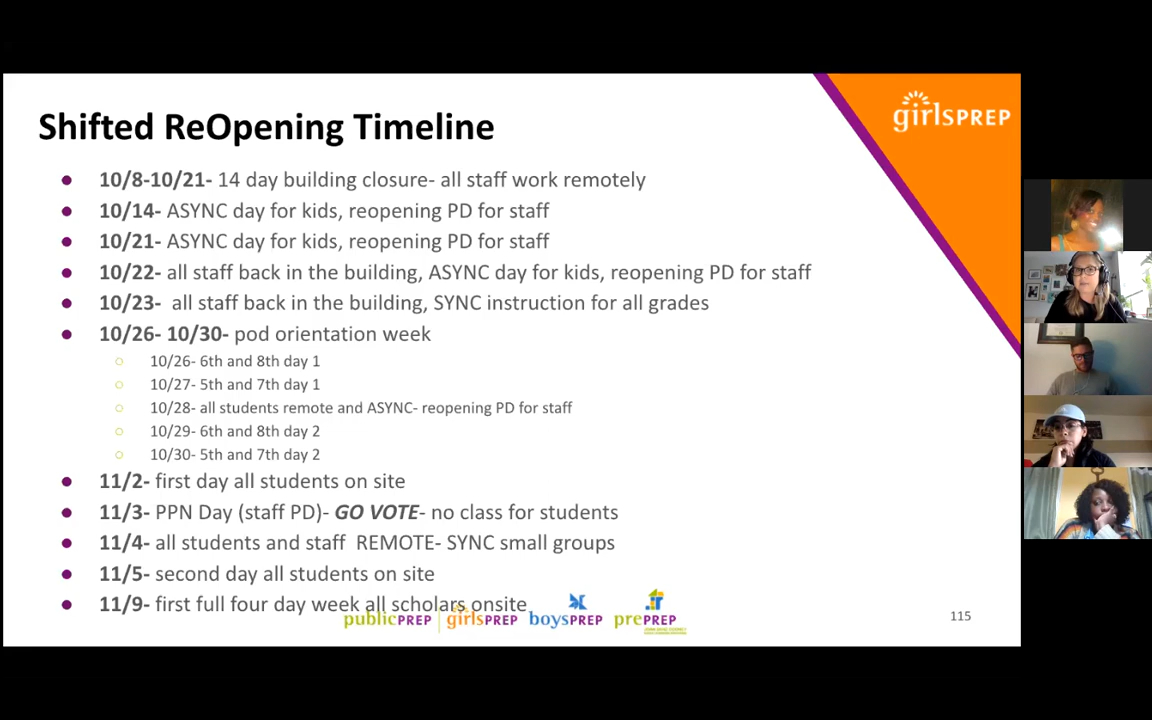 girlsPREP
Shifted ReOpening Timeline
● 10/8-10/21- 14 day building closure- all staff work remotely
● 10/14- ASYNC day for kids, reopening PD for staff
● 10/21- ASYNC day for kids, reopening PD for staff
● 10/22- all staff back in the building, ASYNC day for kids, reopening PD for staff
● 10/23- all staff back in the building, SYNC instruction for all grades
● 10/26- 10/30- pod orientation week
○ 10/26- 6th and 8th day 1
○ 10/27- 5th and 7th day 1
○ 10/28- all students remote and ASYNC- reopening PD for staff
○ 10/29- 6th and 8th day 2
○ 10/30- 5th and 7th day 2
● 11/2- first day all students on site
● 11/3- PPN Day (staff PD)- GO VOTE- no class for students
● 11/4- all students and staff REMOTE- SYNC small groups
● 11/5- second day all students on site
● 11/9- first full four day week all scholars onsite
publicPREP girlsPREP boysPREP prePREP
115